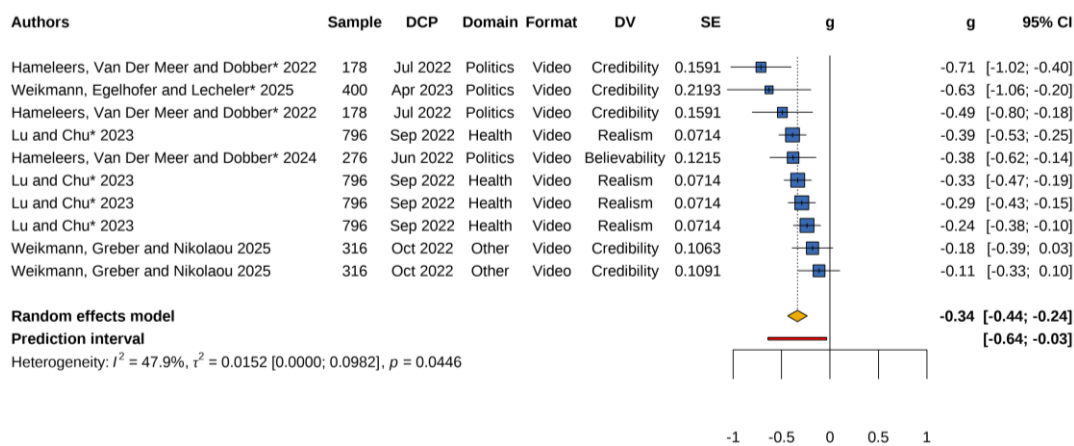 Authors Sample DCP Domain Format DV SE g g 95% CI
Hameleers, Van Der Meer and Dobber* 2022 178 Jul 2022 Politics Video Credibility 0.1591 -0.71 [-1.02; -0.40]
Weikmann, Egelhofer and Lecheler* 2025 400 Apr 2023 Politics Video Credibility 0.2193 -0.63 [-1.06; -0.20]
Hameleers, Van Der Meer and Dobber* 2022 178 Jul 2022 Politics Video Credibility 0.1591 -0.49 [-0.80; -0.18]
Lu and Chu* 2023 796 Sep 2022 Health Video Realism 0.0714 -0.39 [-0.53; -0.25]
Hameleers, Van Der Meer and Dobber* 2024 276 Jun 2022 Politics Video Believability 0.1215 -0.38 [-0.62; -0.14]
Lu and Chu* 2023 796 Sep 2022 Health Video Realism 0.0714 -0.33 [-0.47; -0.19]
Lu and Chu* 2023 796 Sep 2022 Health Video Realism 0.0714 -0.29 [-0.43; -0.15]
Lu and Chu* 2023 796 Sep 2022 Health Video Realism 0.0714 -0.24 [-0.38; -0.10]
Weikmann, Greber and Nikolaou 2025 316 Oct 2022 Other Video Credibility 0.1063 -0.18 [-0.39; 0.03]
Weikmann, Greber and Nikolaou 2025 316 Oct 2022 Other Video Credibility 0.1091 -0.11 [-0.33; 0.10]
Random effects model -0.34 [-0.44; -0.24]
Prediction interval [-0.64; -0.03]
Heterogeneity: I² = 47.9%, τ² = 0.0152 [0.0000; 0.0982], p = 0.0446
-1 -0.5 0 0.5 1